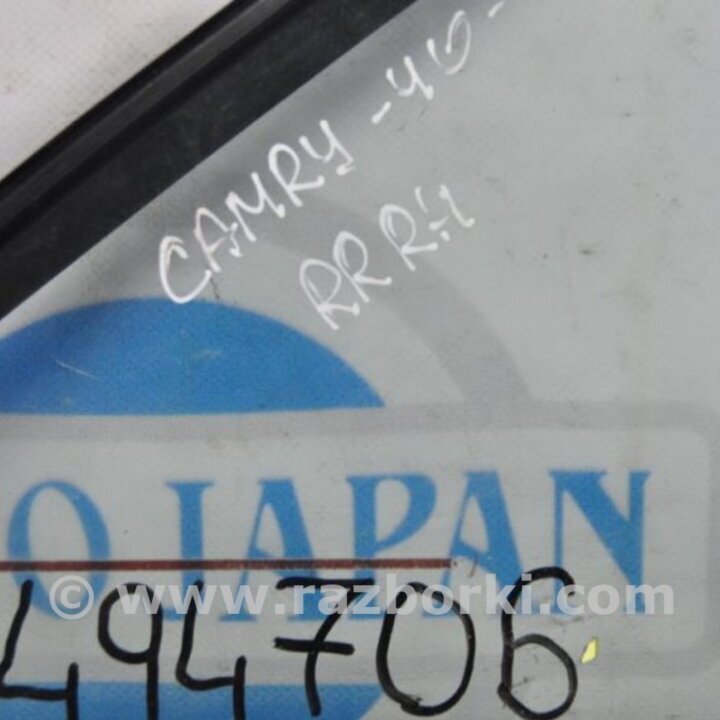 CAMRY -40-
RR RH
O JAPAN
© www.razborki.com
494706